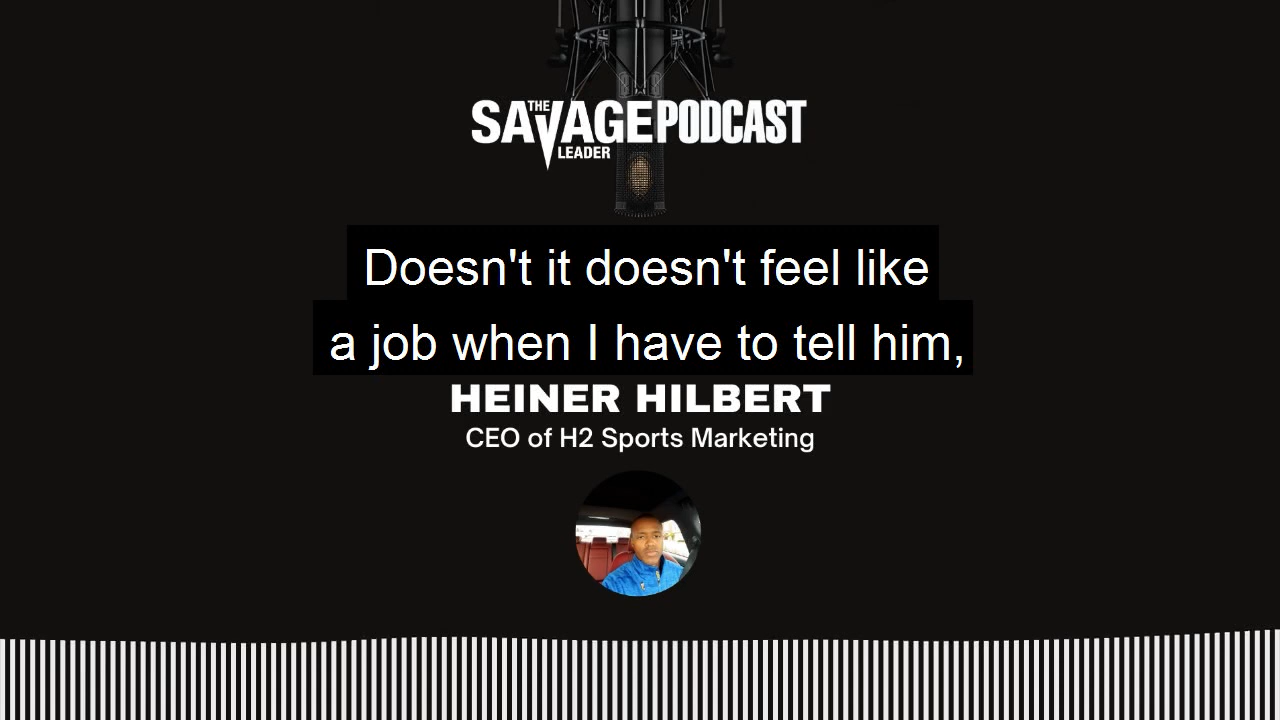 THE SAVAGE PODCAST
LEADER
Doesn't it doesn't feel like
a job when I have to tell him,
HEINER HILBERT
CEO of H2 Sports Marketing